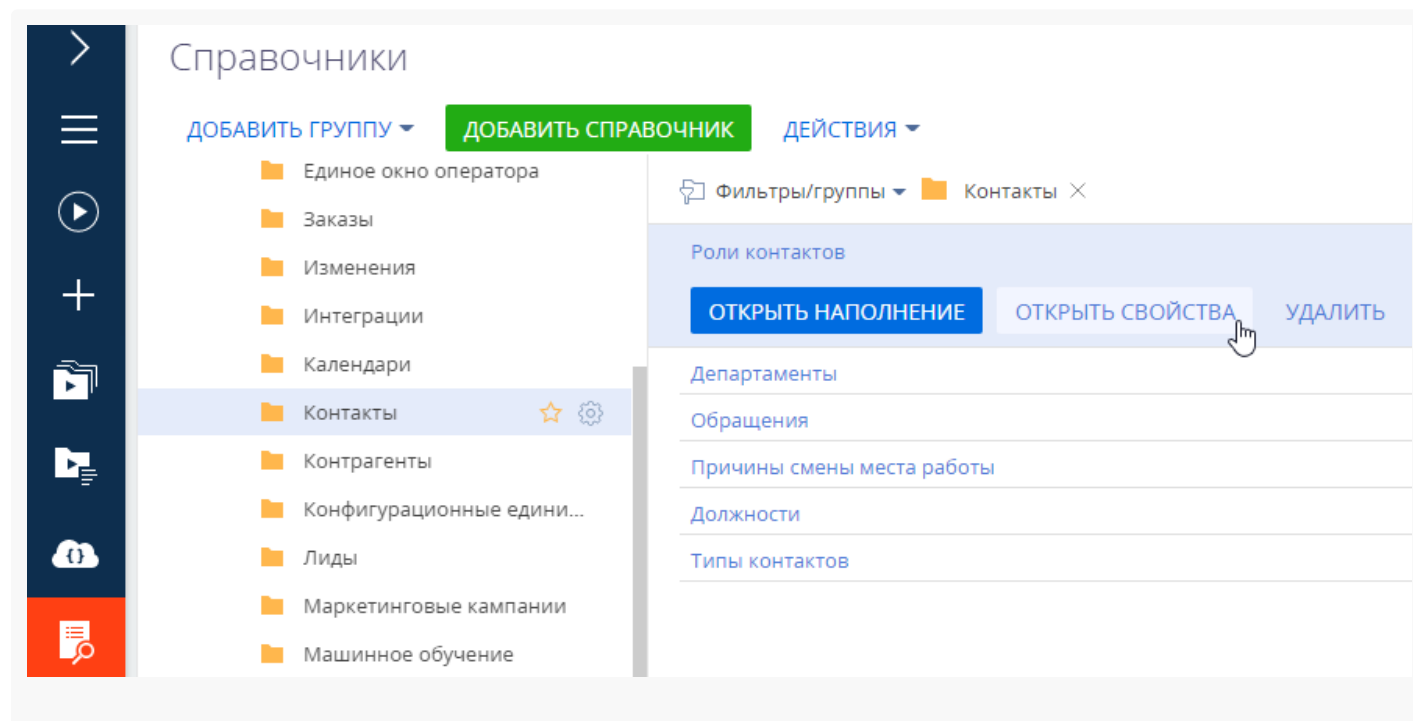 Справочники
ДОБАВИТЬ ГРУППУ
ДОБАВИТЬ СПРАВОЧНИК
ДЕЙСТВИЯ
Единое окно оператора
Заказы
Изменения
Интеграции
Календари
Контакты
Контрагенты
Конфигурационные едини...
Лиды
Маркетинговые кампании
Машинное обучение
Фильтры/группы
Контакты
Роли контактов
ОТКРЫТЬ НАПОЛНЕНИЕ
ОТКРЫТЬ СВОЙСТВА
УДАЛИТЬ
Департаменты
Обращения
Причины смены места работы
Должности
Типы контактов